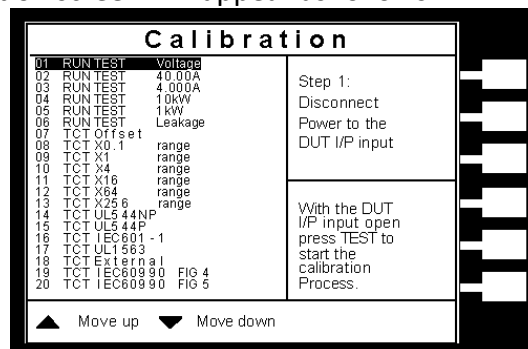 Calibration
01 RUN TEST Voltage
02 RUN TEST 40.00A
03 RUN TEST 4.000A
04 RUN TEST 10kW
05 RUN TEST 1kW
06 RUN TEST Leakage
07 TCT Offset
08 TCT X0.1 range
09 TCT X1 range
10 TCT X4 range
11 TCT X16 range
12 TCT X64 range
13 TCT X256 range
14 TCT UL544NP
15 TCT UL544P
16 TCT IEC601-1
17 TCT UL1563
18 TCT External
19 TCT IEC60990 FIG 4
20 TCT IEC60990 FIG 5
Step 1:
Disconnect
Power to the
DUT I/P input
With the DUT
I/P input open
press TEST to
start the
calibration
Process.
Move up Move down